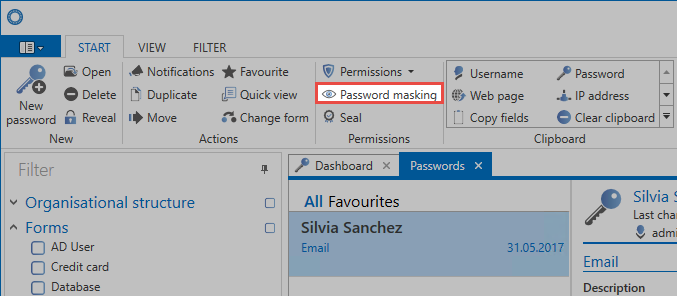 START VIEW FILTER
New password
Open
Delete
Reveal
New
Notifications
Duplicate
Move
Favourite
Quick view
Change form
Actions
Permissions
Password masking
Seal
Permissions
Username
Web page
Copy fields
Password
IP address
Clear clipboard
Clipboard
Filter
Organisational structure
Forms
AD User
Credit card
Database
Dashboard
Passwords
All Favourites
Silvia Sanchez
Email 31.05.2017
Silvia S
Last cha
admi
Email
Description